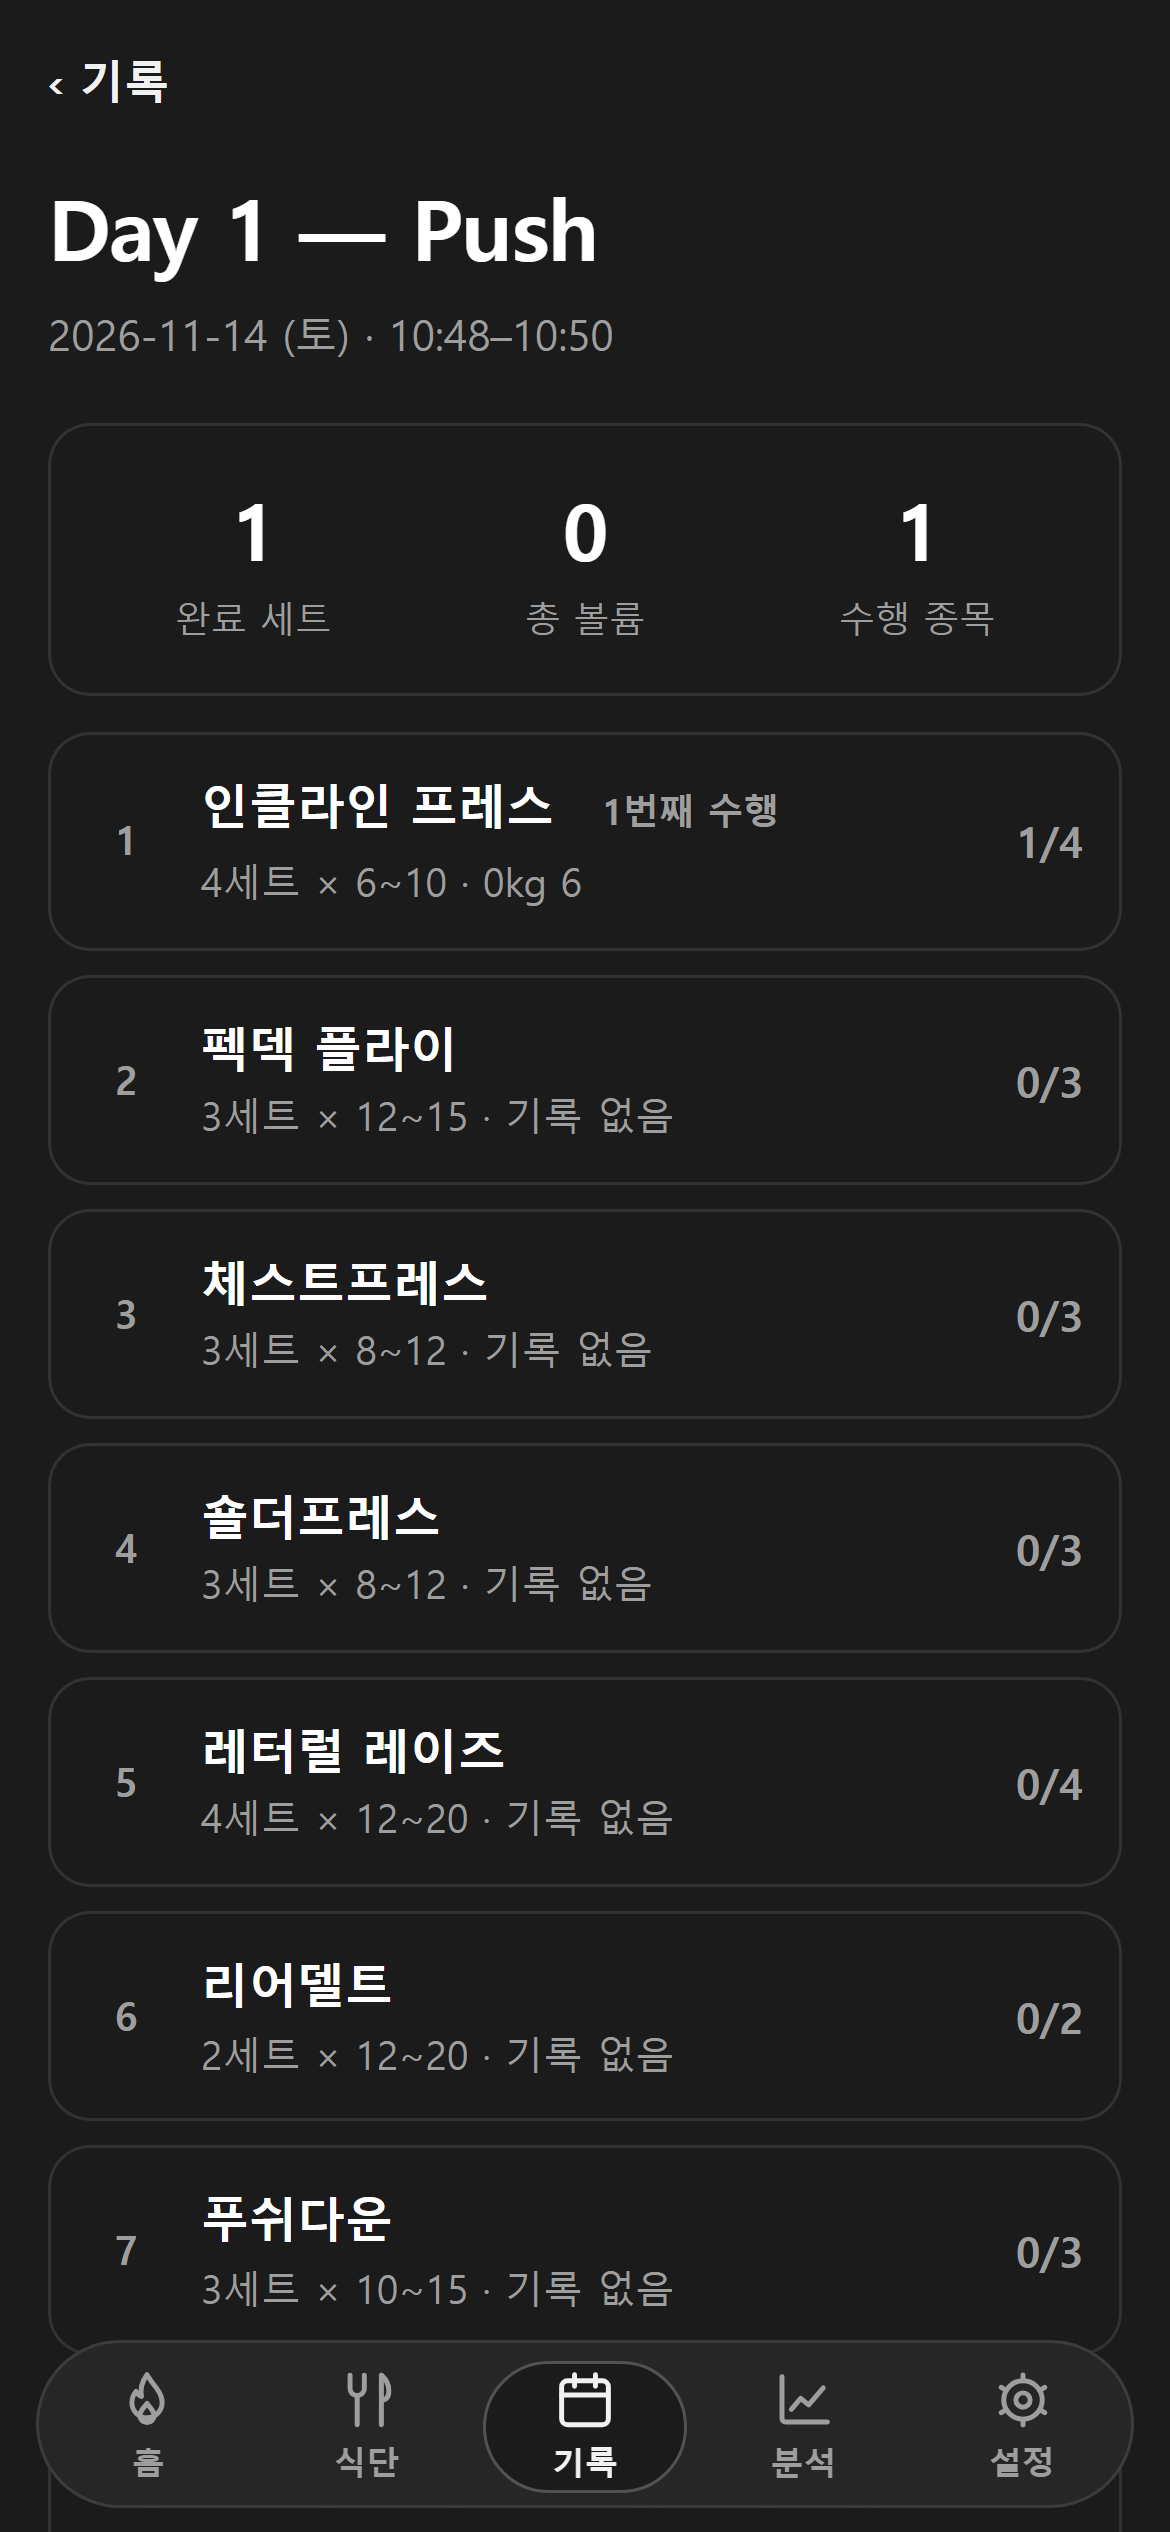 ‹ 기록
Day 1 — Push
2026-11-14 (토) · 10:48–10:50
1 0 1
완료 세트 총 볼륨 수행 종목
1 인클라인 프레스 1번째 수행 1/4
4세트 × 6~10 · 0kg 6
2 펙덱 플라이 0/3
3세트 × 12~15 · 기록 없음
3 체스트프레스 0/3
3세트 × 8~12 · 기록 없음
4 숄더프레스 0/3
3세트 × 8~12 · 기록 없음
5 레터럴 레이즈 0/4
4세트 × 12~20 · 기록 없음
6 리어델트 0/2
2세트 × 12~20 · 기록 없음
7 푸쉬다운 0/3
3세트 × 10~15 · 기록 없음
홈 식단 기록 분석 설정